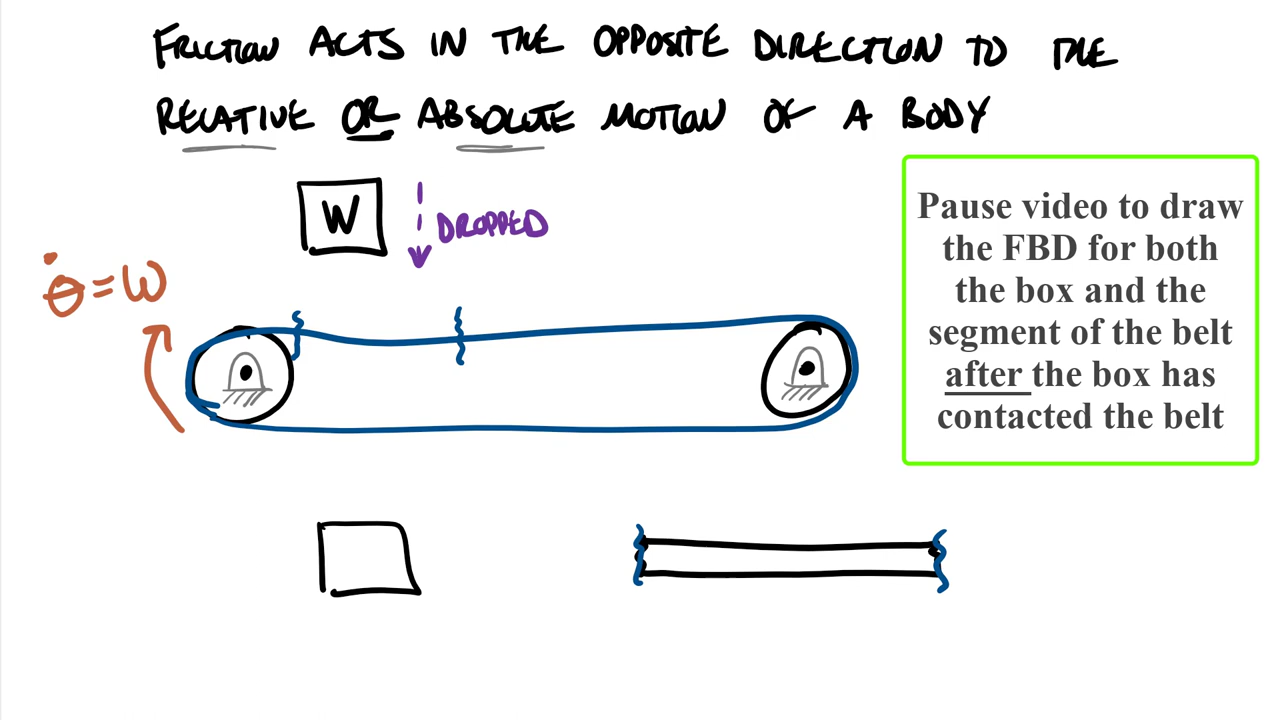 FRICTION ACTS IN THE OPPOSITE DIRECTION TO THE
RELATIVE OR ABSOLUTE MOTION OF A BODY
W
DROPPED
θ̇ = ω
Pause video to draw
the FBD for both
the box and the
segment of the belt
after the box has
contacted the belt